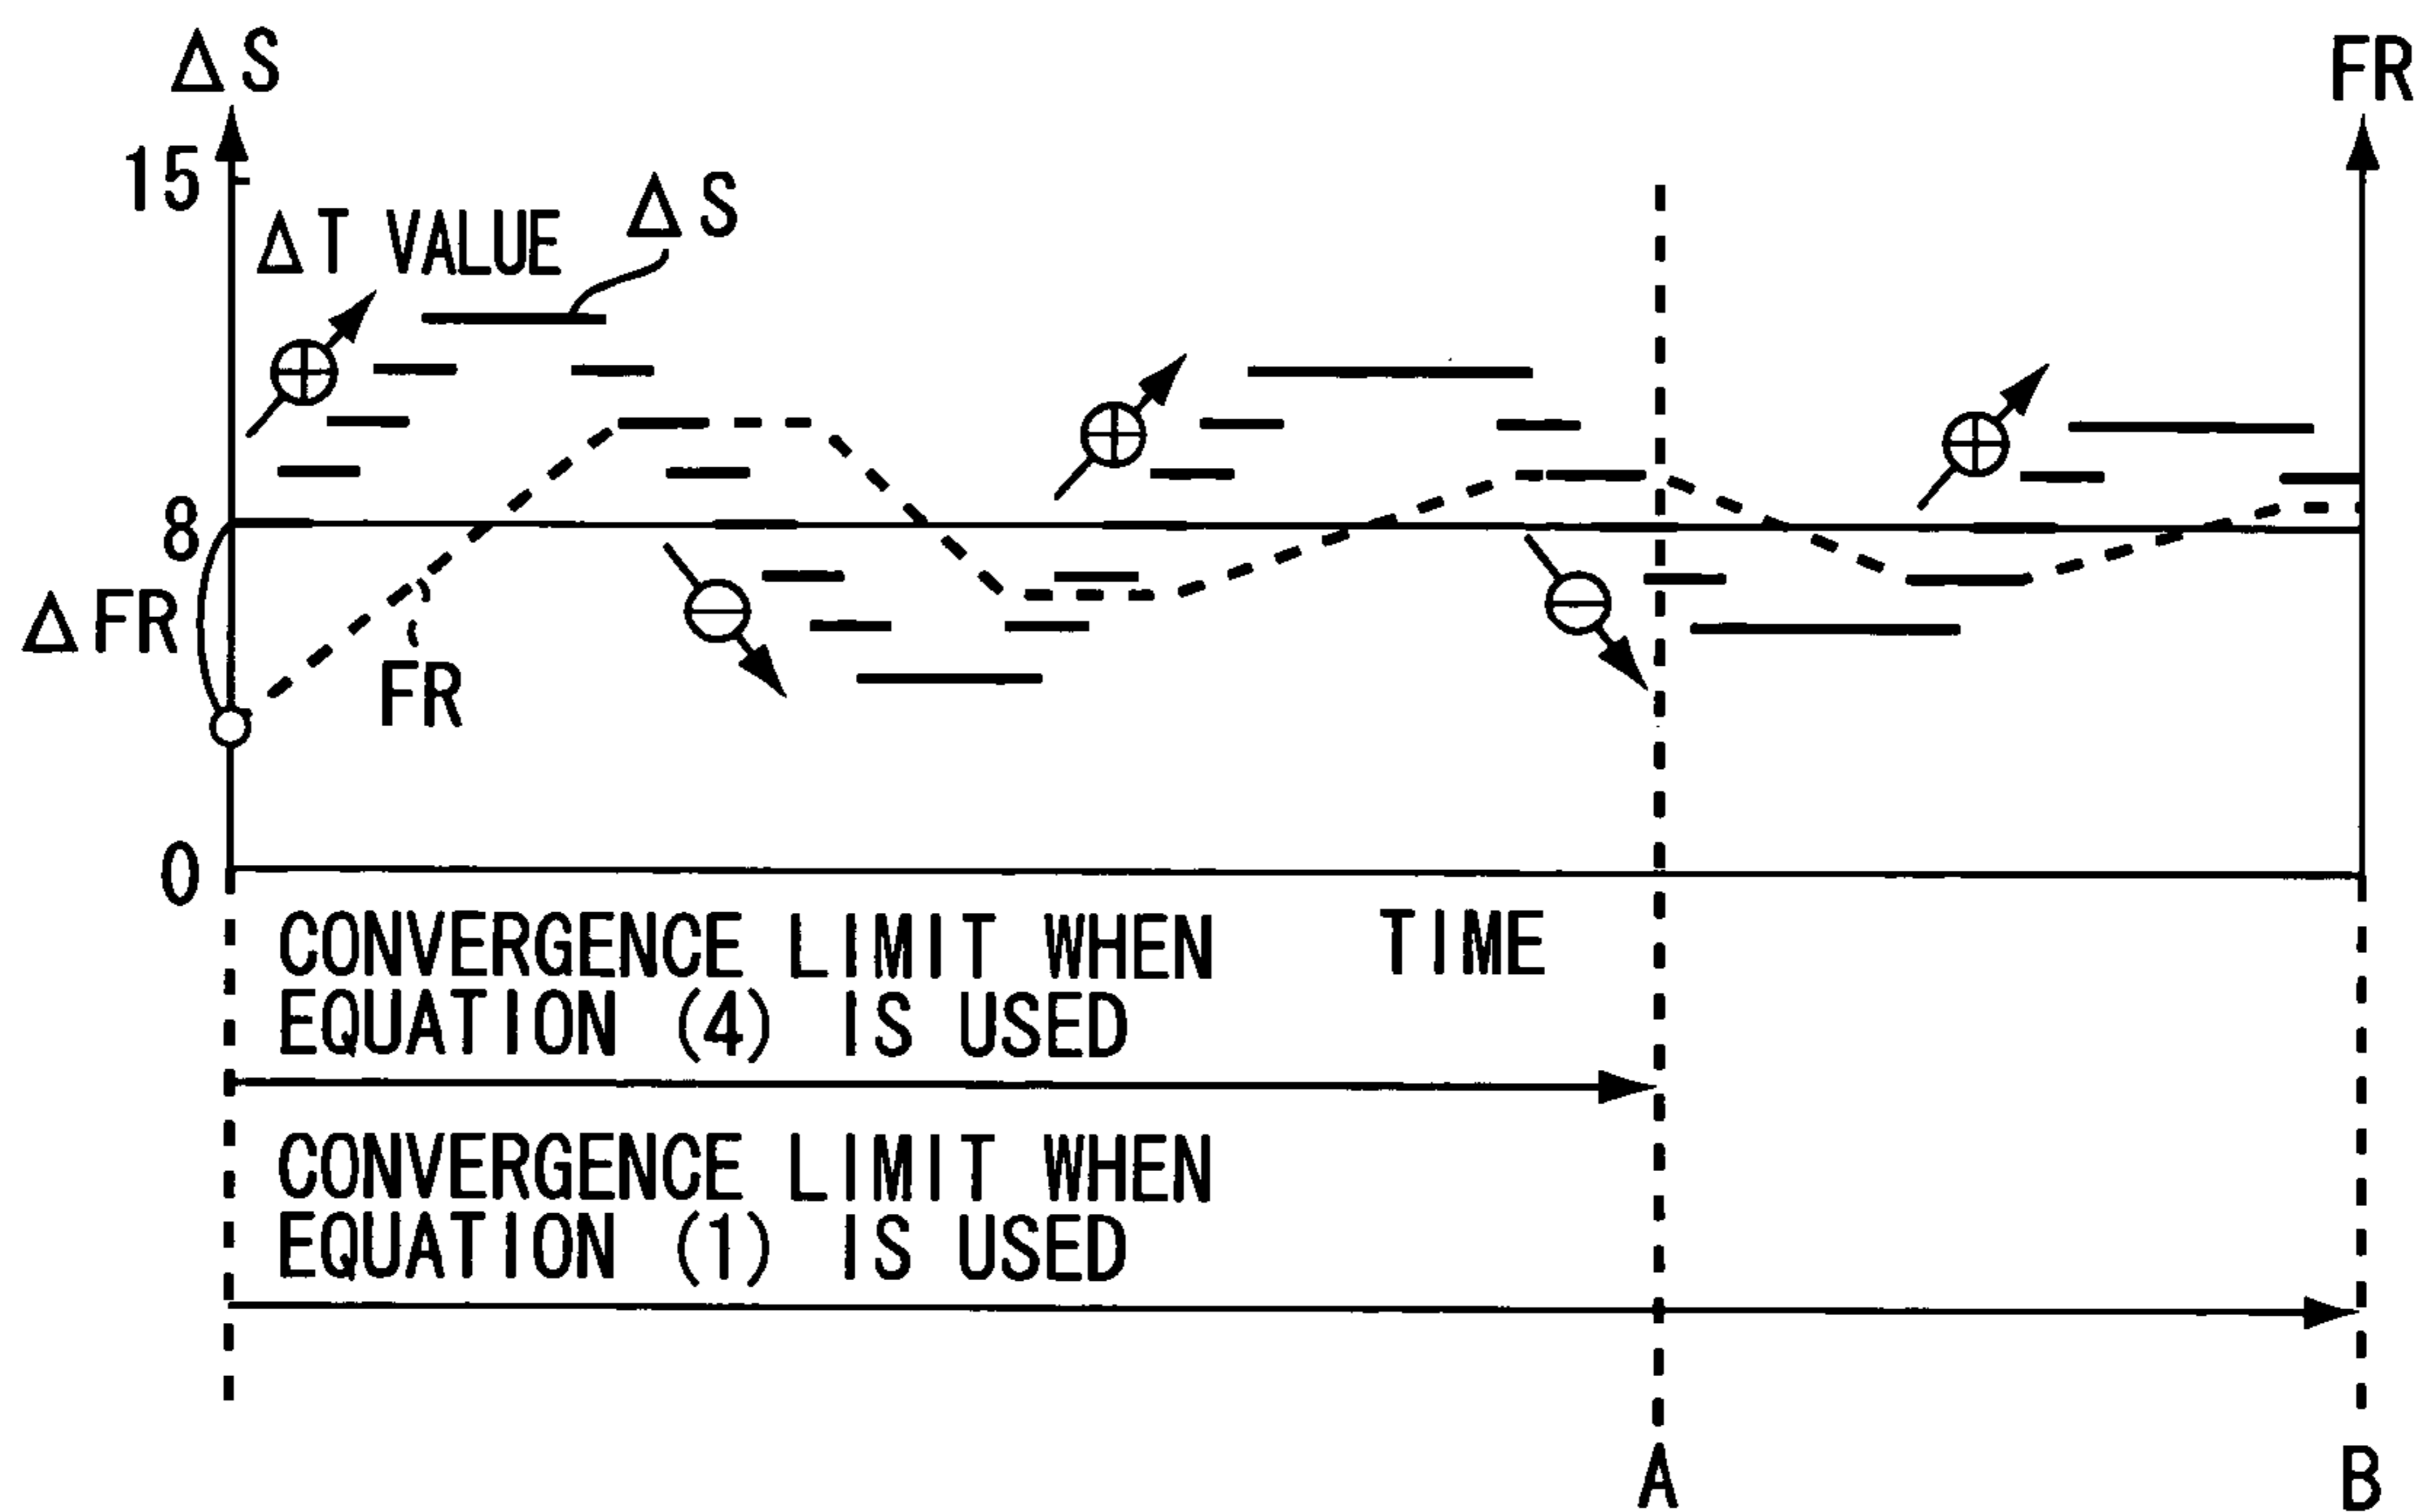 ΔS
FR
15
ΔT VALUE
ΔS
8
ΔFR
FR
0
CONVERGENCE LIMIT WHEN
EQUATION (4) IS USED
TIME
CONVERGENCE LIMIT WHEN
EQUATION (1) IS USED
A
B